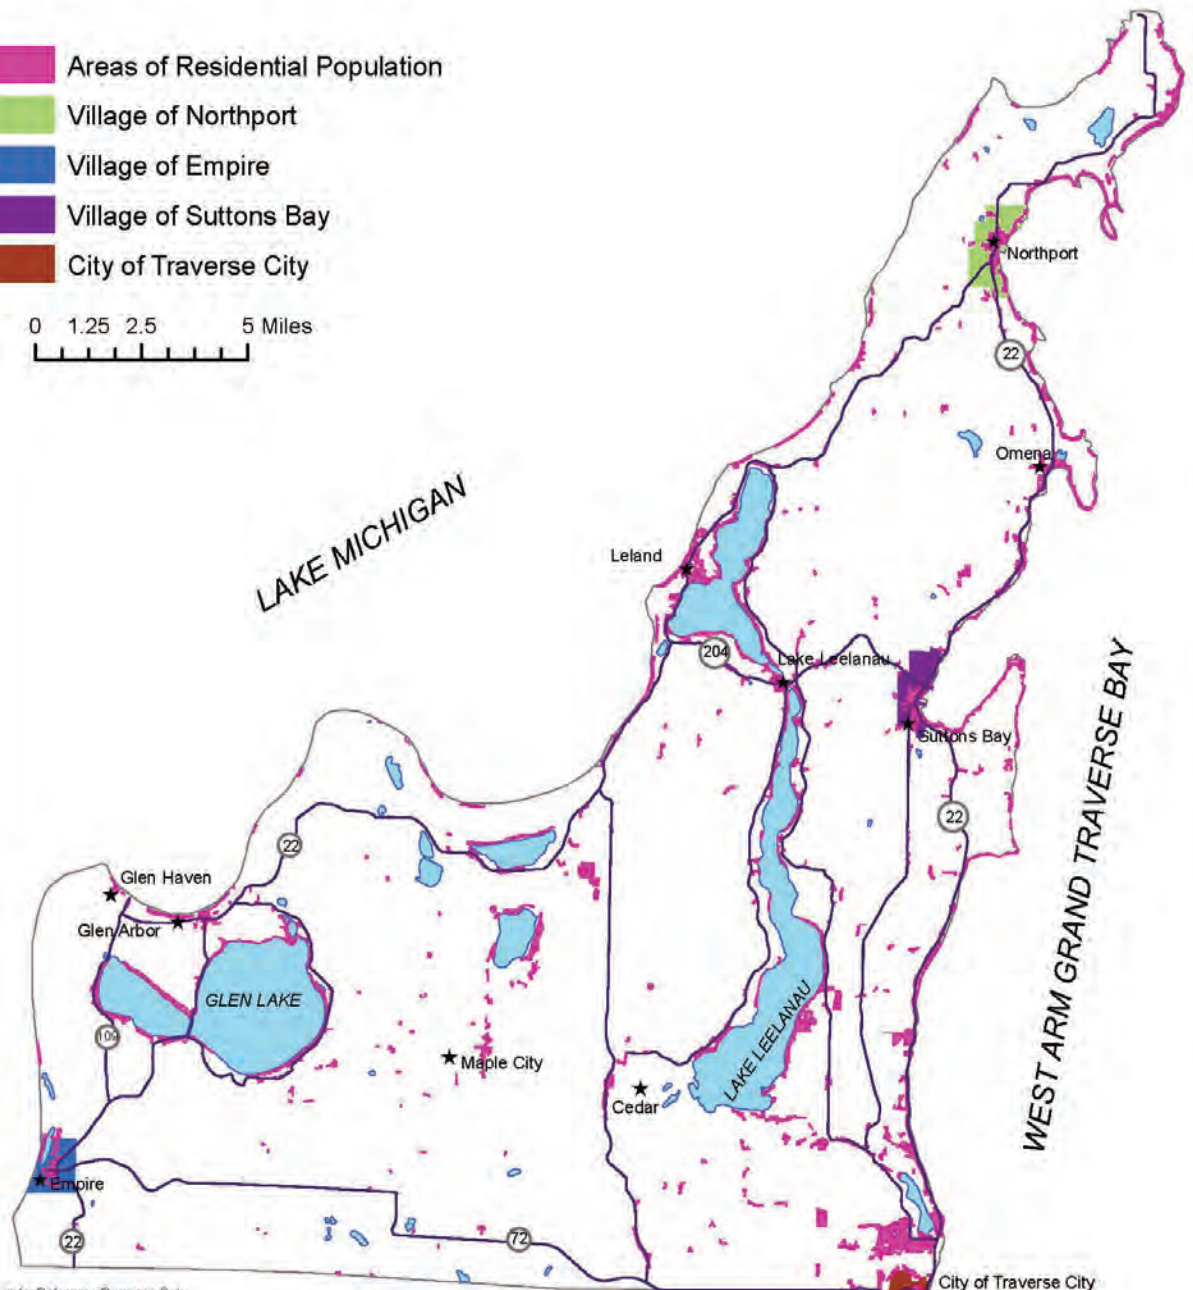 Areas of Residential Population
Village of Northport
Village of Empire
Village of Suttons Bay
City of Traverse City
0 1.25 2.5 5 Miles
Northport
22
Omena
LAKE MICHIGAN
Leland
204
Lake Leelanau
Suttons Bay
22
WEST ARM GRAND TRAVERSE BAY
22
Glen Haven
Glen Arbor
GLEN LAKE
109
Maple City
LAKE LEELANAU
Cedar
Empire
22
72
City of Traverse City